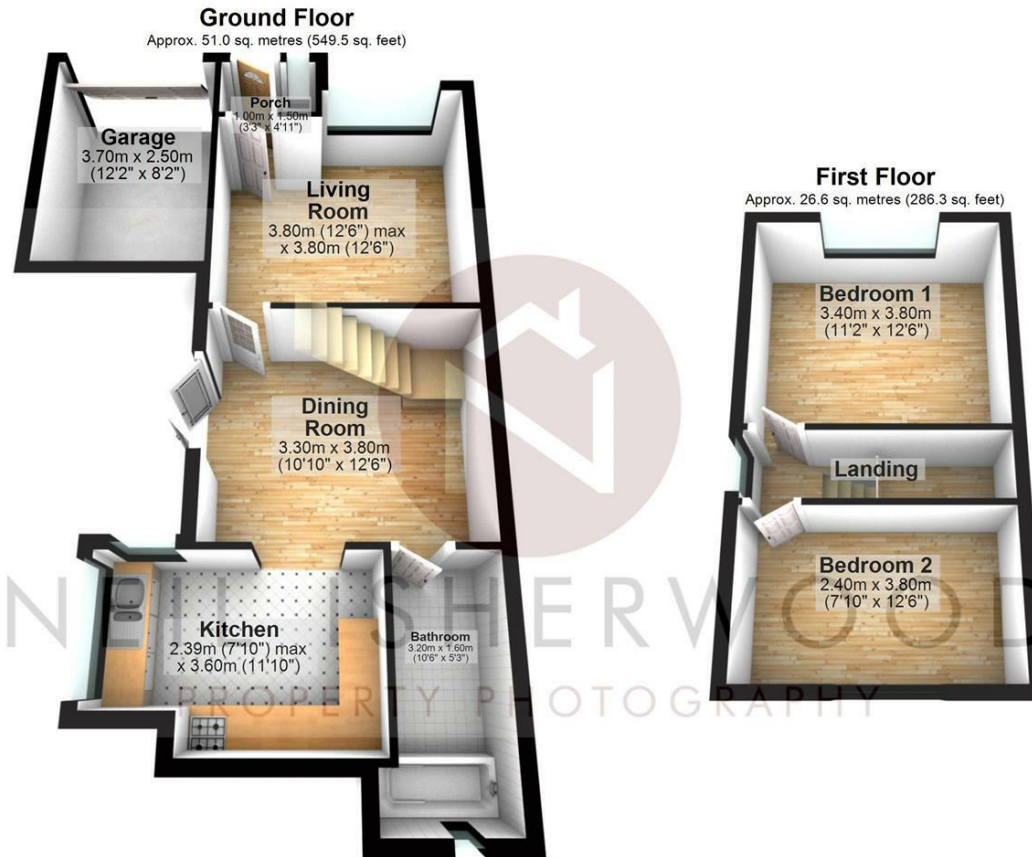 Ground Floor
Approx. 51.0 sq. metres (549.5 sq. feet)
Porch
1.00m x 1.50m
(3'3" x 4'11")
Garage
3.70m x 2.50m
(12'2" x 8'2")
Living
Room
3.80m (12'6") max
x 3.80m (12'6")
Dining
Room
3.30m x 3.80m
(10'10" x 12'6")
Kitchen
2.39m (7'10") max
x 3.60m (11'10")
Bathroom
3.20m x 1.60m
(10'6" x 5'3")
First Floor
Approx. 26.6 sq. metres (286.3 sq. feet)
Bedroom 1
3.40m x 3.80m
(11'2" x 12'6")
Landing
Bedroom 2
2.40m x 3.80m
(7'10" x 12'6")
NEIL ISHERWOOD
PROPERTY PHOTOGRAPHY